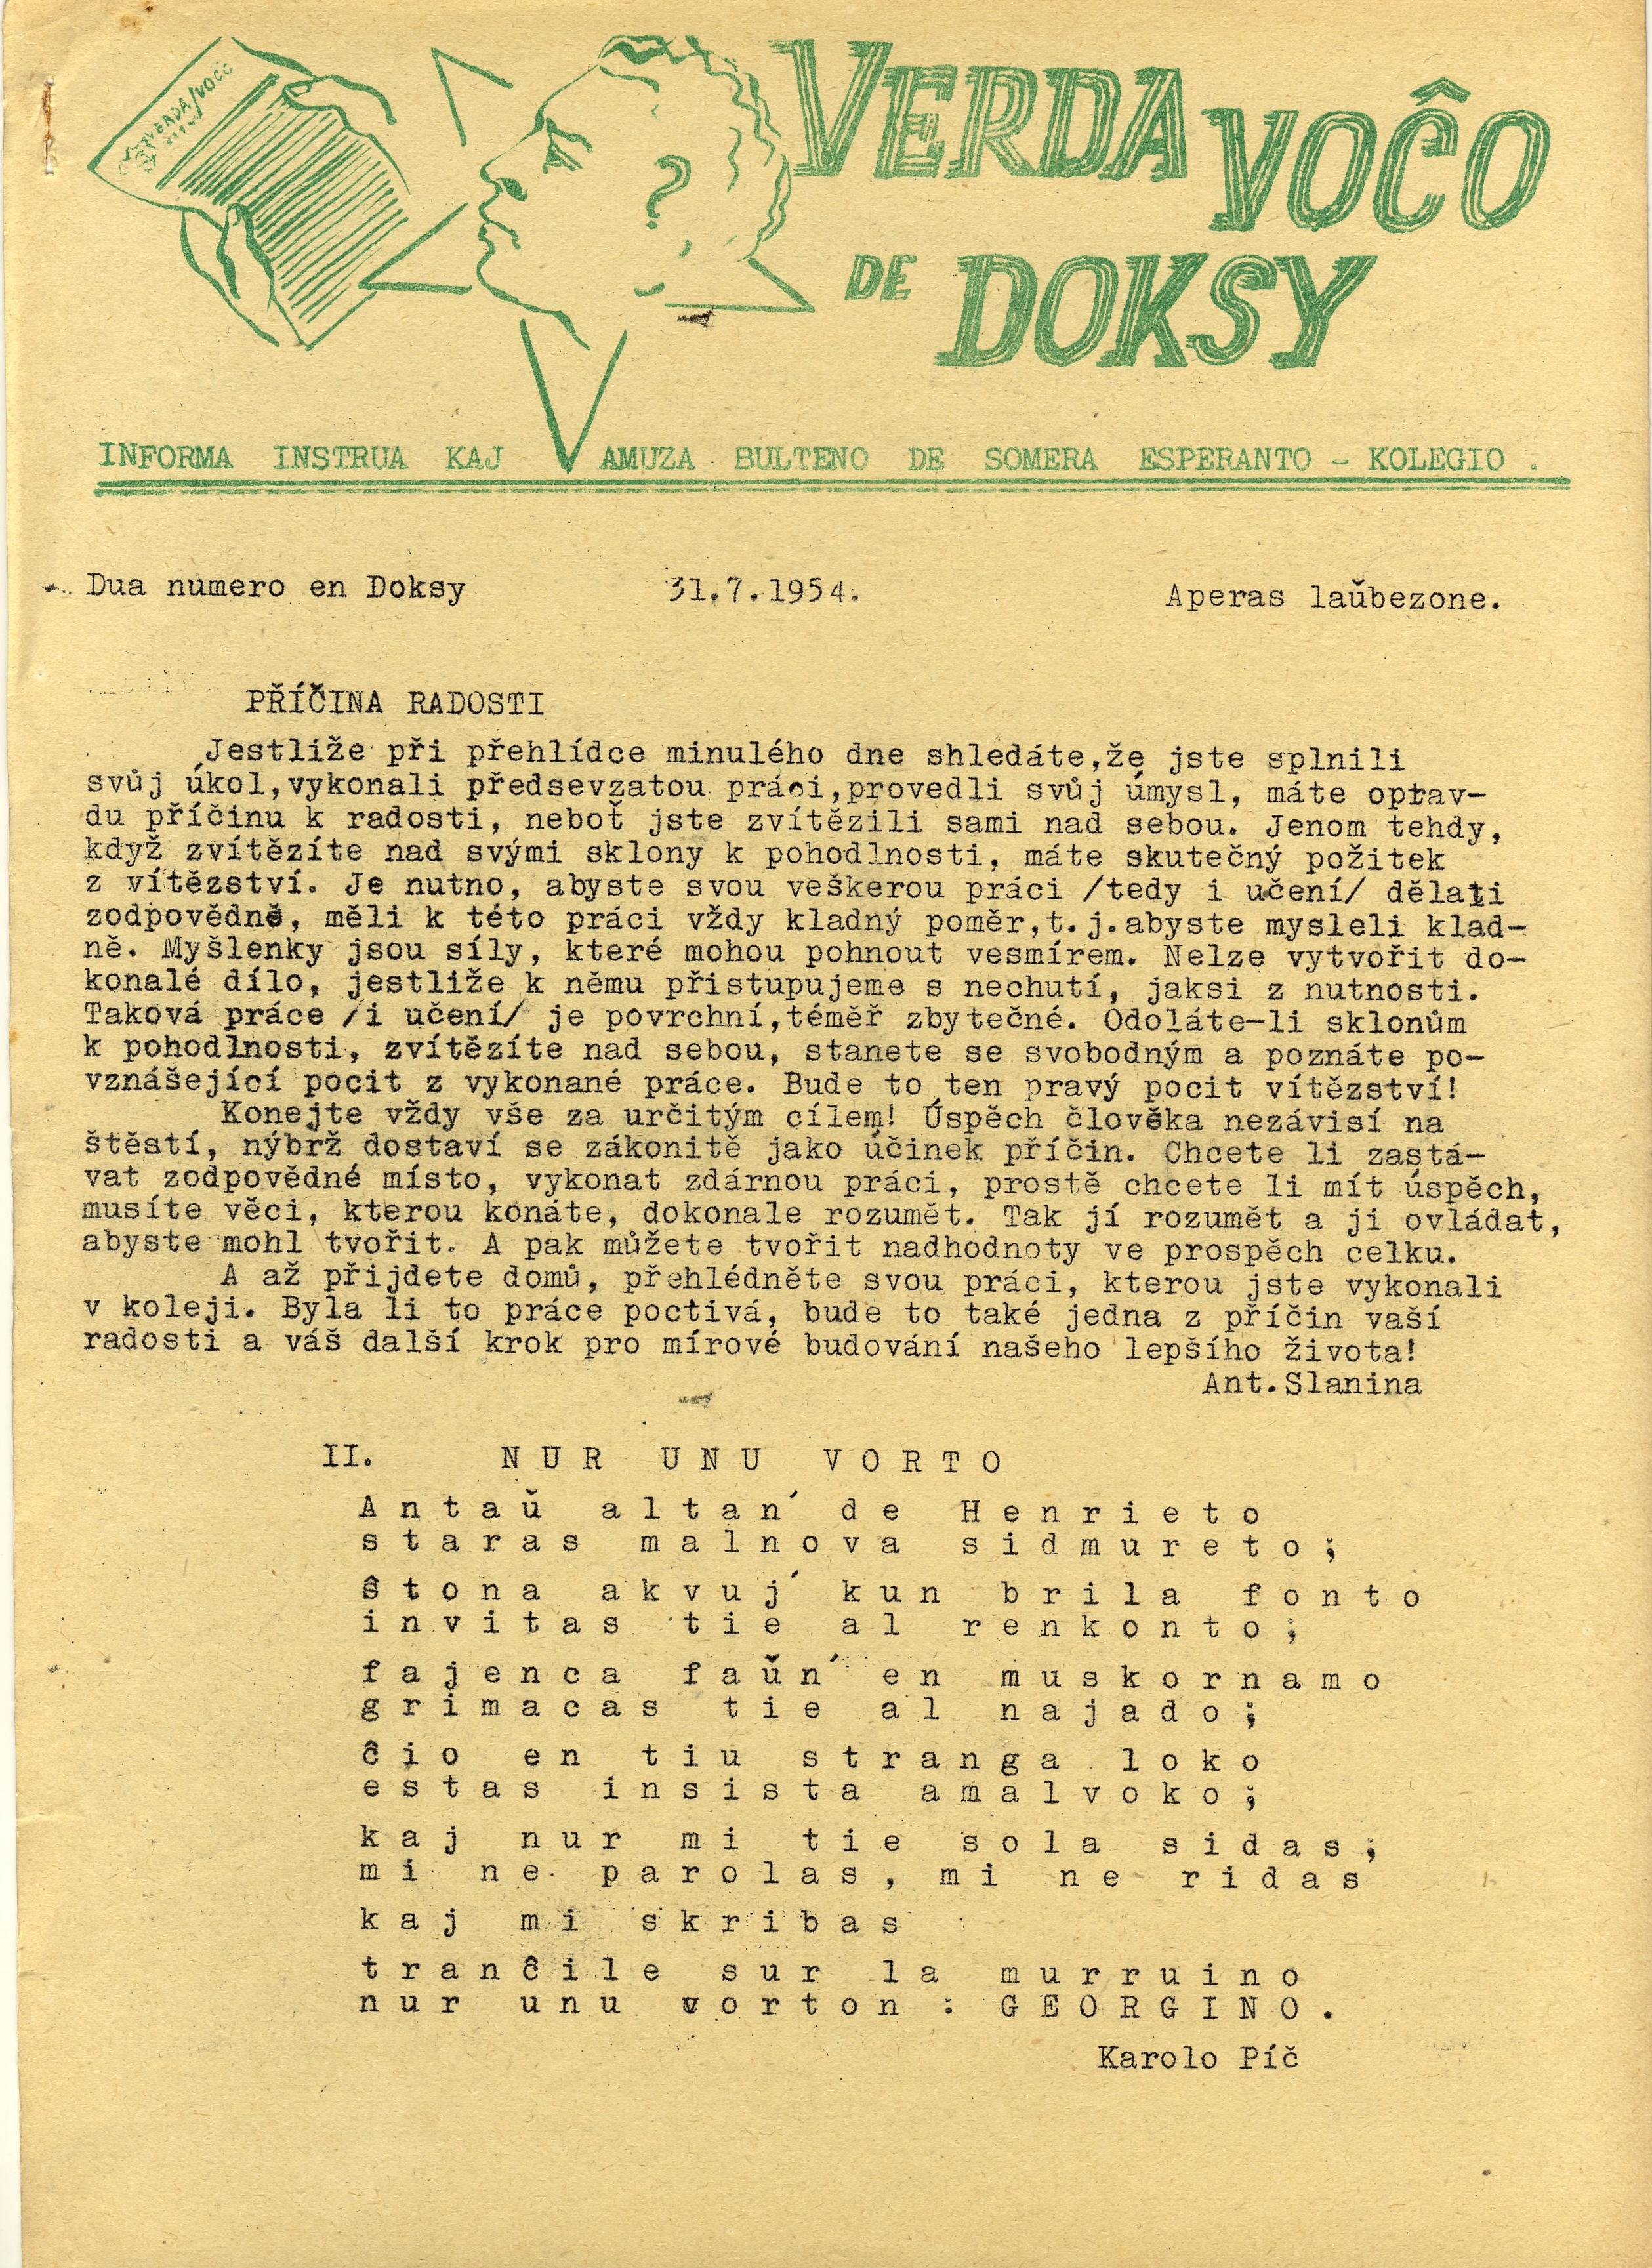 VERDA VOĈO
VERDA VOĈO
DE DOKSY
INFORMA INSTRUA KAJ AMUZA BULTENO DE SOMERA ESPERANTO - KOLEGIO .
Dua numero en Doksy 31.7.1954. Aperas laŭbezone.
PŘÍČINA RADOSTI
Jestliže při přehlídce minulého dne shledáte,že jste splnili
svůj úkol,vykonali předsevzatou práci,provedli svůj úmysl, máte oprav-
du příčinu k radosti, neboť jste zvítězili sami nad sebou. Jenom tehdy,
když zvítězíte nad svými sklony k pohodlnosti, máte skutečný požitek
z vítězství. Je nutno, abyste svou veškerou práci /tedy i učení/ dělali
zodpovědně, měli k této práci vždy kladný poměr,t.j.abyste mysleli klad-
ně. Myšlenky jsou síly, které mohou pohnout vesmírem. Nelze vytvořit do-
konalé dílo, jestliže k němu přistupujeme s nechutí, jaksi z nutnosti.
Taková práce /i učení/ je povrchní,téměř zbytečné. Odoláte-li sklonům
k pohodlnosti, zvítězíte nad sebou, stanete se svobodným a poznáte po-
vznášející pocit z vykonané práce. Bude to ten pravý pocit vítězství!
Konejte vždy vše za určitým cílem! Úspěch člověka nezávisí na
štěstí, nýbrž dostaví se zákonitě jako účinek příčin. Chcete li zastá-
vat zodpovědné místo, vykonat zdárnou práci, prostě chcete li mít úspěch,
musíte věci, kterou konáte, dokonale rozumět. Tak jí rozumět a ji ovládat,
abyste mohl tvořit. A pak můžete tvořit nadhodnoty ve prospěch celku.
A až přijdete domů, přehlédněte svou práci, kterou jste vykonali
v koleji. Byla li to práce poctivá, bude to také jedna z příčin vaší
radosti a váš další krok pro mírové budování našeho lepšího života!
Ant.Slanina
II. NUR UNU VORTO
Antaŭ altan´ de Henrieto
staras malnova sidmureto;
ŝtona akvuj´ kun brila fonto
invitas tie al renkonto;
fajenca faŭn´ en muskornamo
grimacas tie al najado;
ĉio en tiu stranga loko
estas insista amalvoko;
kaj nur mi tie sola sidas;
mi ne parolas, mi ne ridas
kaj mi skribas
tranĉile sur la murruino
nur unu vorton : GEORGINO.
Karolo Píč